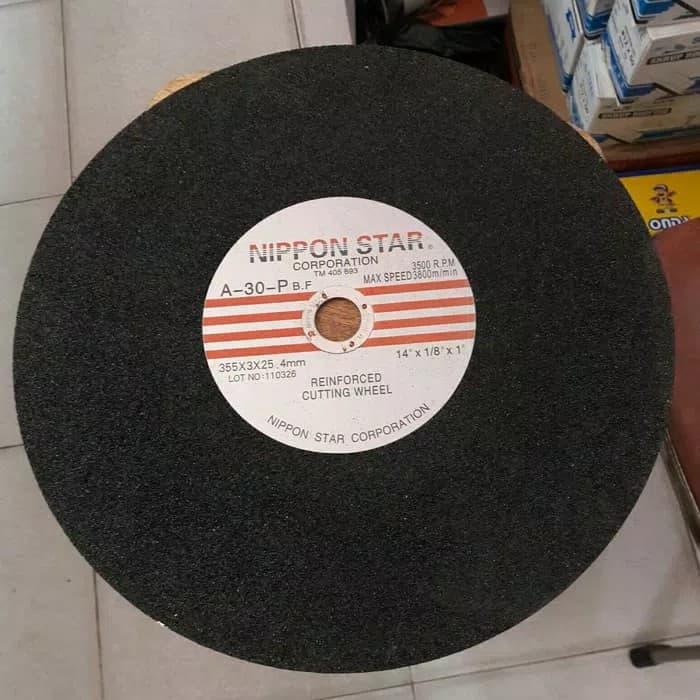 NIPPON STAR
CORPORATION
TM 405 893
A-30-P B.F
3500 R.P.M
MAX SPEED 3800m/min
355X3X25.4mm
LOT NO:110326
14" x 1/8" x 1"
REINFORCED
CUTTING WHEEL
NIPPON STAR CORPORATION